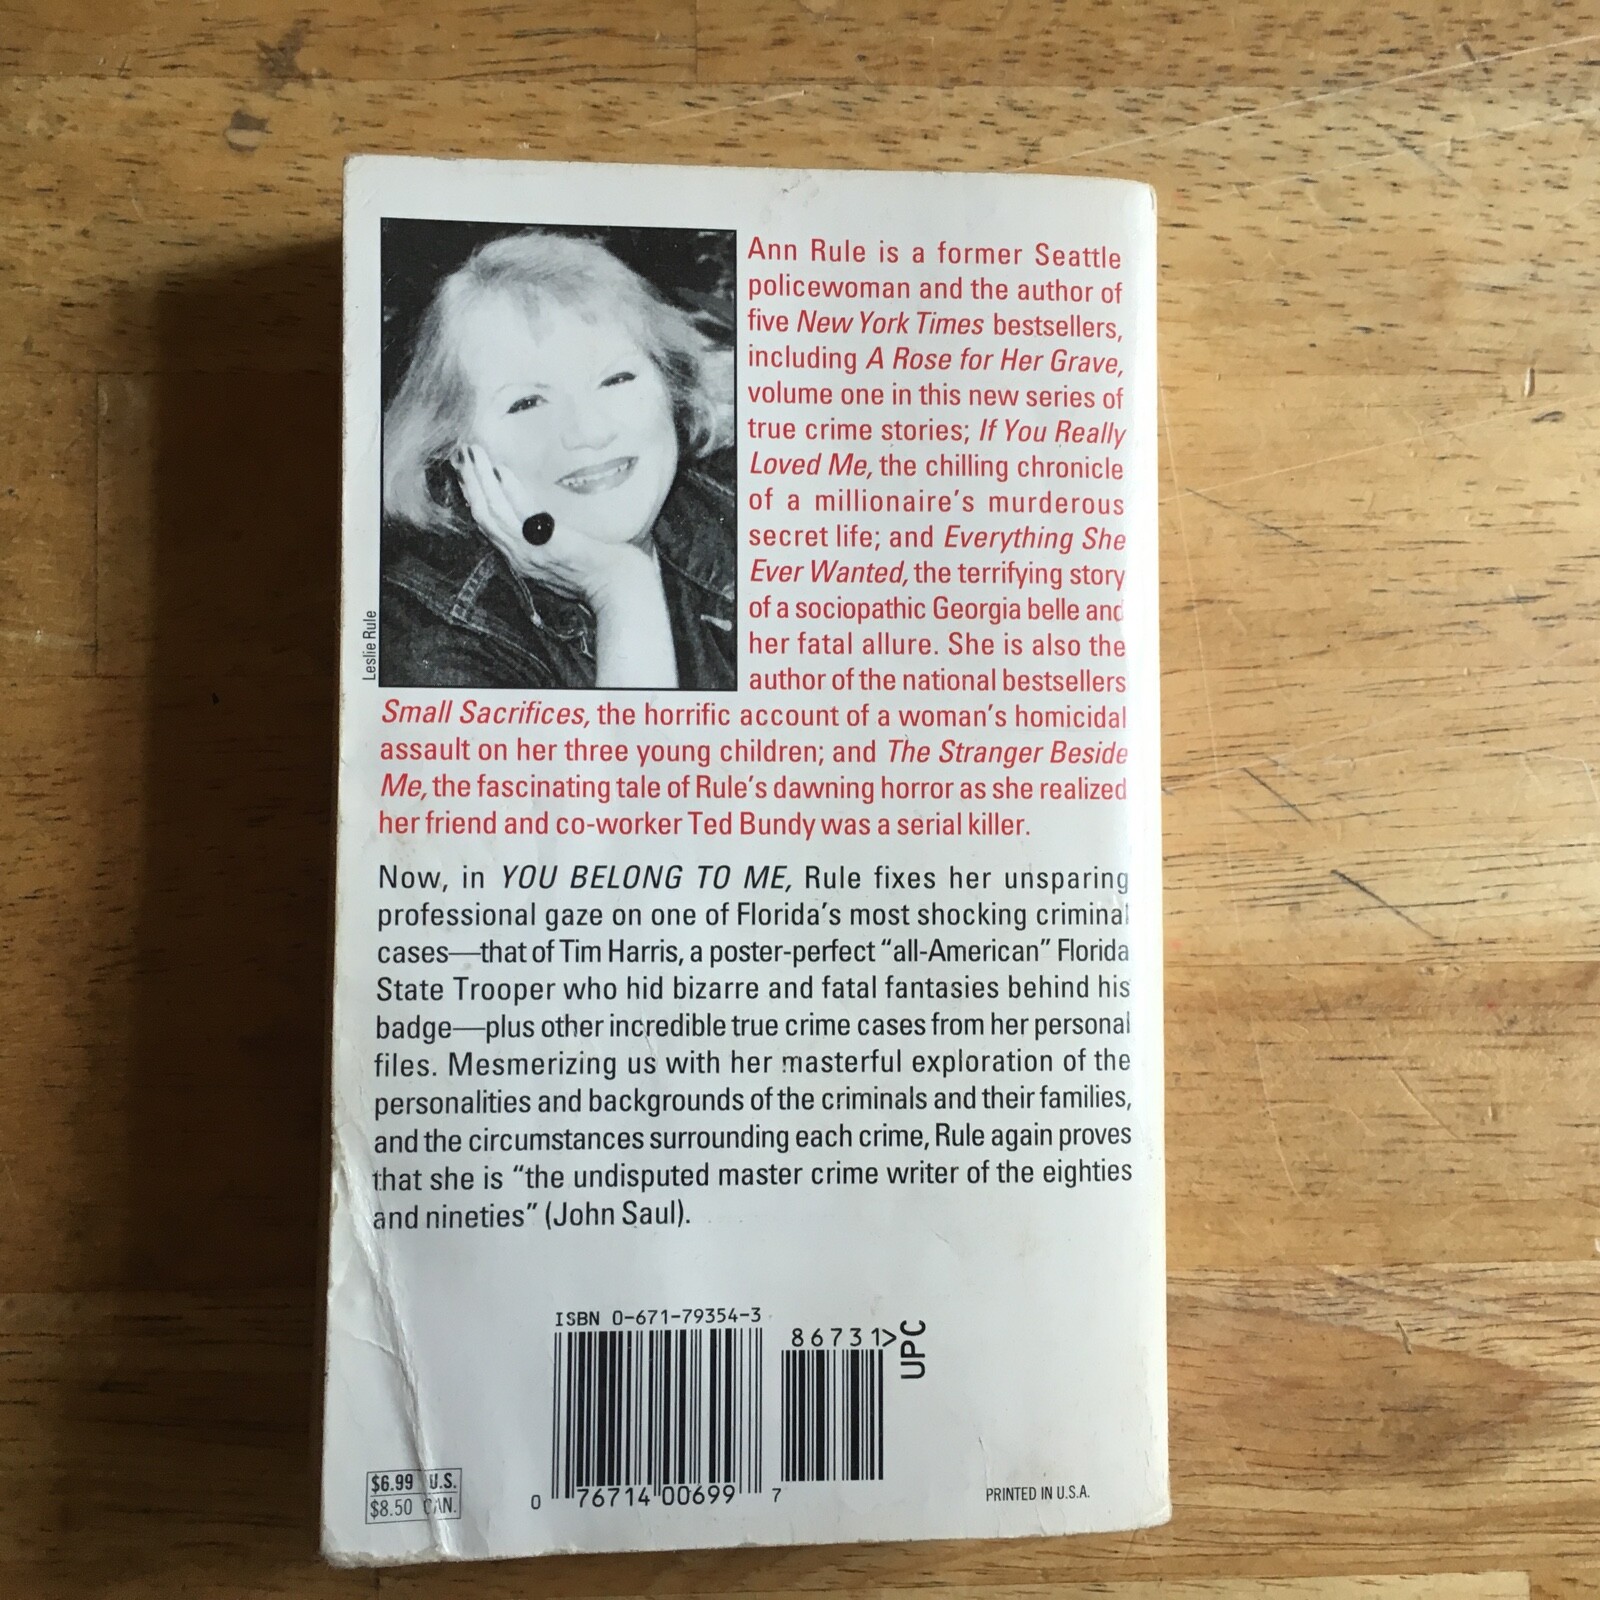 Ann Rule is a former Seattle
policewoman and the author of
five New York Times bestsellers,
including A Rose for Her Grave,
volume one in this new series of
true crime stories; If You Really
Loved Me, the chilling chronicle
of a millionaire's murderous
secret life; and Everything She
Ever Wanted, the terrifying story
of a sociopathic Georgia belle and
her fatal allure. She is also the
author of the national bestsellers
Small Sacrifices, the horrific account of a woman's homicidal
assault on her three young children; and The Stranger Beside
Me, the fascinating tale of Rule's dawning horror as she realized
her friend and co-worker Ted Bundy was a serial killer.
Leslie Rule
Now, in YOU BELONG TO ME, Rule fixes her unsparing
professional gaze on one of Florida's most shocking criminal
cases—that of Tim Harris, a poster-perfect “all-American” Florida
State Trooper who hid bizarre and fatal fantasies behind his
badge—plus other incredible true crime cases from her personal
files. Mesmerizing us with her masterful exploration of the
personalities and backgrounds of the criminals and their families,
and the circumstances surrounding each crime, Rule again proves
that she is “the undisputed master crime writer of the eighties
and nineties” (John Saul).
ISBN 0-671-79354-3
86731>
UPC
0 76714 00699 7
$6.99 U.S.
$8.50 CAN.
PRINTED IN U.S.A.